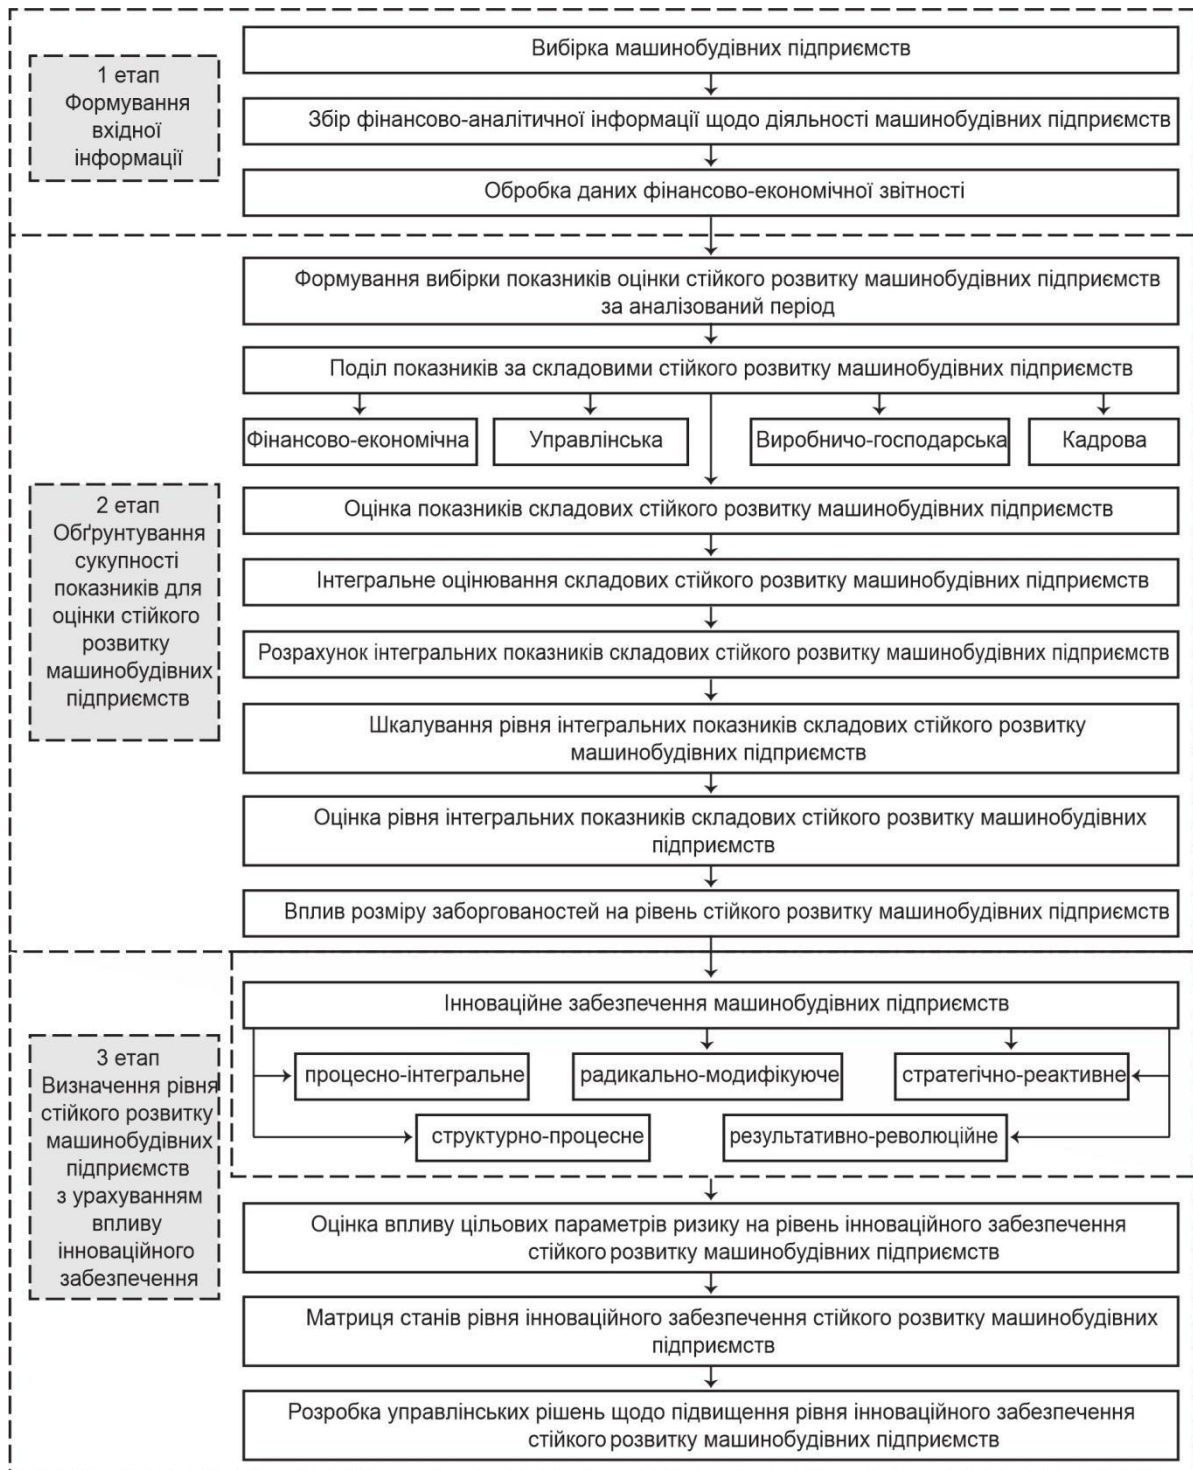 1 етап
Формування
вхідної
інформації
Вибірка машинобудівних підприємств
Збір фінансово-аналітичної інформації щодо діяльності машинобудівних підприємств
Обробка даних фінансово-економічної звітності
2 етап
Обґрунтування
сукупності
показників для
оцінки стійкого
розвитку
машинобудівних
підприємств
Формування вибірки показників оцінки стійкого розвитку машинобудівних підприємств
за аналізований період
Поділ показників за складовими стійкого розвитку машинобудівних підприємств
Фінансово-економічна
Управлінська
Виробничо-господарська
Кадрова
Оцінка показників складових стійкого розвитку машинобудівних підприємств
Інтегральне оцінювання складових стійкого розвитку машинобудівних підприємств
Розрахунок інтегральних показників складових стійкого розвитку машинобудівних підприємств
Шкалування рівня інтегральних показників складових стійкого розвитку
машинобудівних підприємств
Оцінка рівня інтегральних показників складових стійкого розвитку машинобудівних
підприємств
Вплив розміру заборгованостей на рівень стійкого розвитку машинобудівних підприємств
3 етап
Визначення рівня
стійкого розвитку
машинобудівних
підприємств
з урахуванням
впливу
інноваційного
забезпечення
Інноваційне забезпечення машинобудівних підприємств
процесно-інтегральне
радикально-модифікуюче
стратегічно-реактивне
структурно-процесне
результативно-революційне
Оцінка впливу цільових параметрів ризику на рівень інноваційного забезпечення
стійкого розвитку машинобудівних підприємств
Матриця станів рівня інноваційного забезпечення стійкого розвитку машинобудівних
підприємств
Розробка управлінських рішень щодо підвищення рівня інноваційного забезпечення
стійкого розвитку машинобудівних підприємств